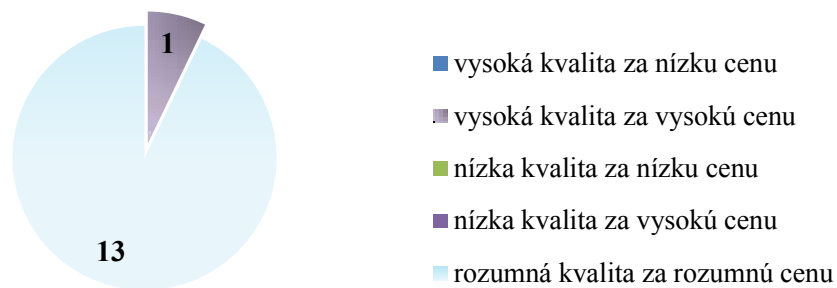 1
13
vysoká kvalita za nízku cenu
vysoká kvalita za vysokú cenu
nízka kvalita za nízku cenu
nízka kvalita za vysokú cenu
rozumná kvalita za rozumnú cenu